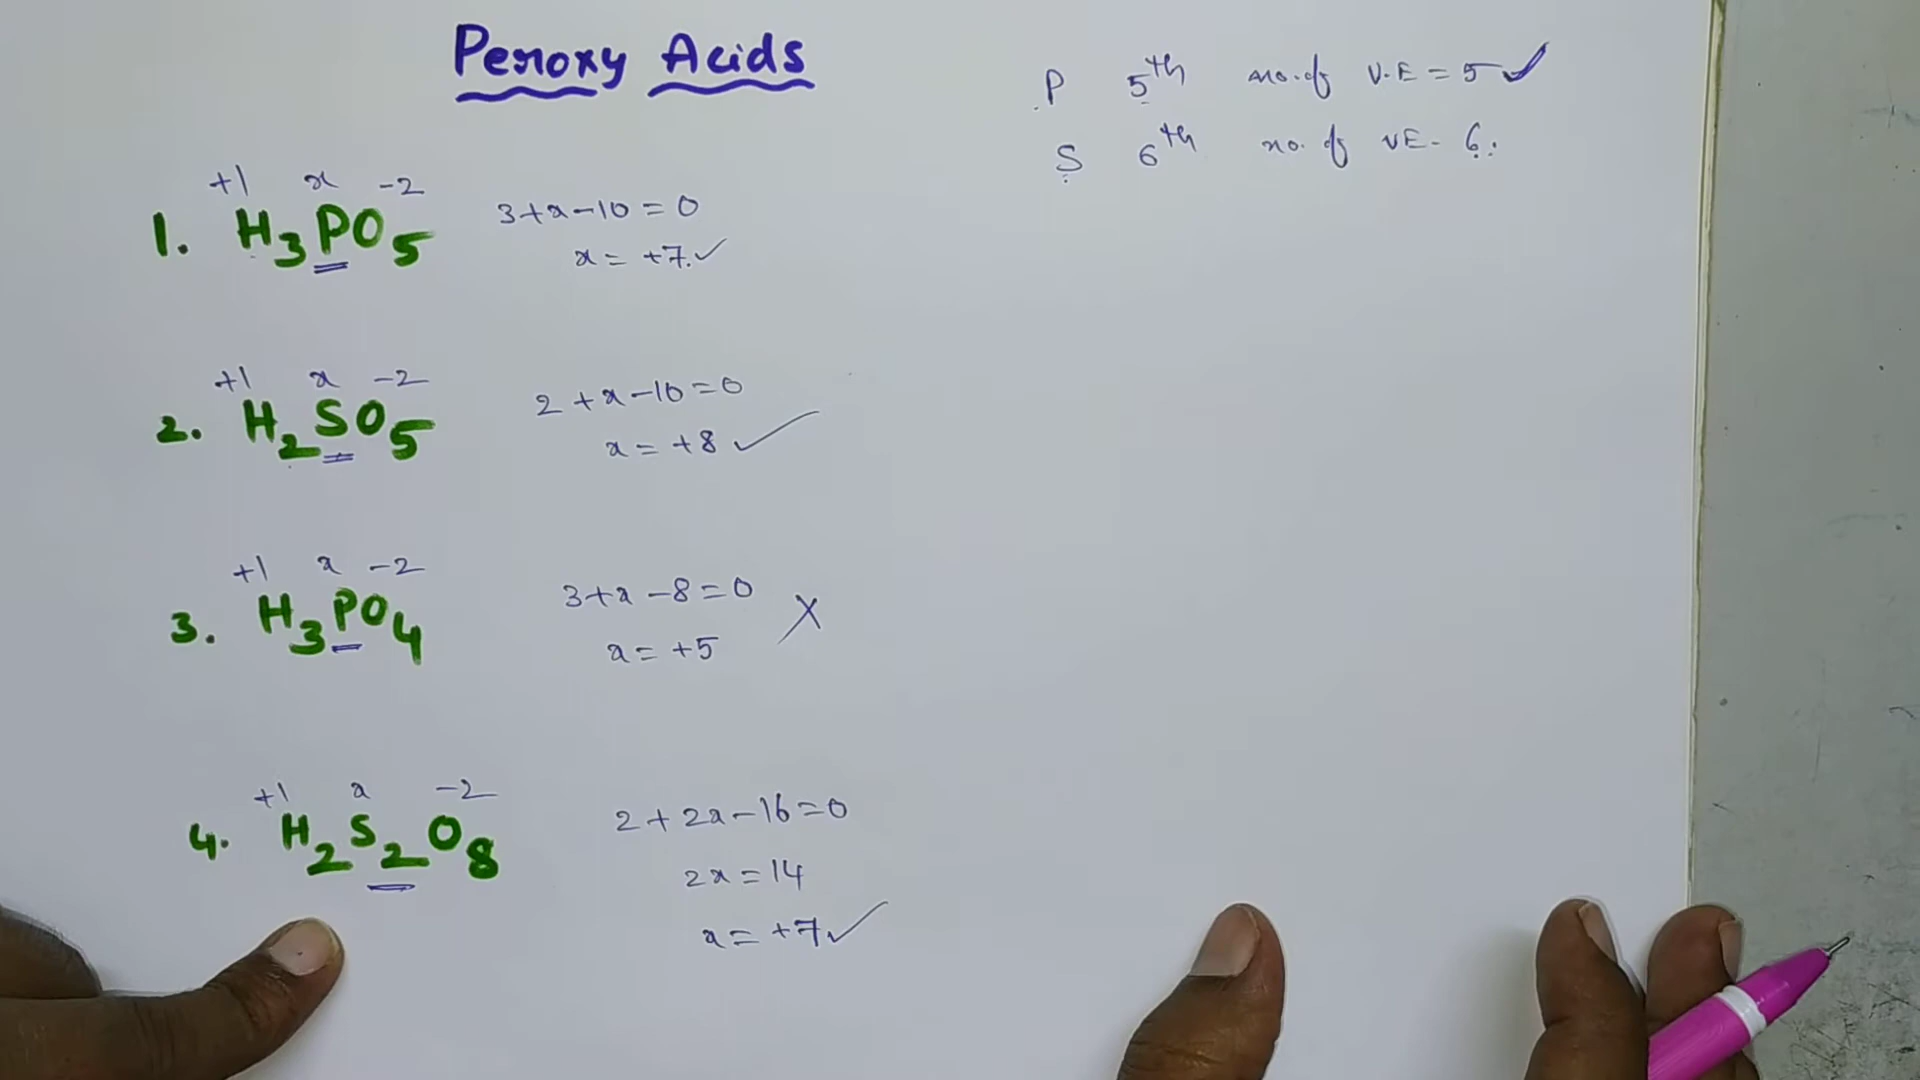 Peroxy Acids
P 5th no. of V.E = 5 ✓
S 6th no. of VE - 6.
+1 x -2
1. H3PO5 3+x-10 = 0
x = +7. ✓
+1 x -2
2. H2SO5 2+x-10=0
x = +8 ✓
+1 x -2
3. H3PO4 3+x-8=0 X
x = +5
+1 x -2
4. H2S2O8 2+2x-16=0
2x=14
x = +7 ✓